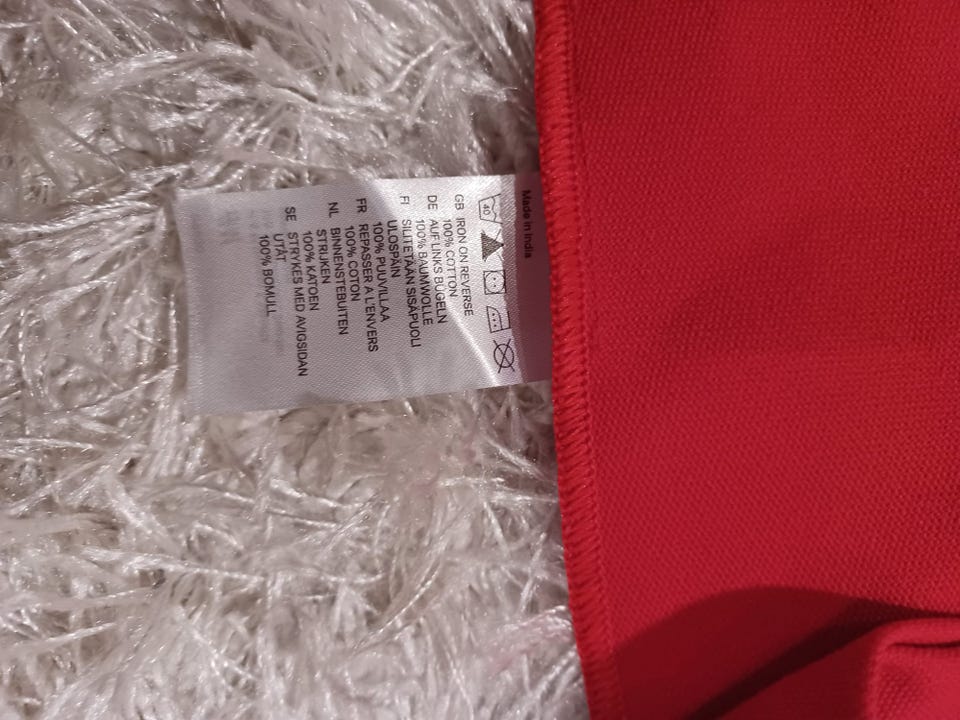 Made in India
40
GB IRON ON REVERSE
100% COTTON
DE AUF LINKS BÜGELN
100% BAUMWOLLE
FI SILITETÄÄN SISÄPUOLI
ULOSPÄIN
100% PUUVILLAA
FR REPASSER A L'ENVERS
100% COTON
NL BINNENSTEBUITEN
STRIJKEN
100% KATOEN
SE STRYKES MED AVIGSIDAN
UTÅT
100% BOMULL